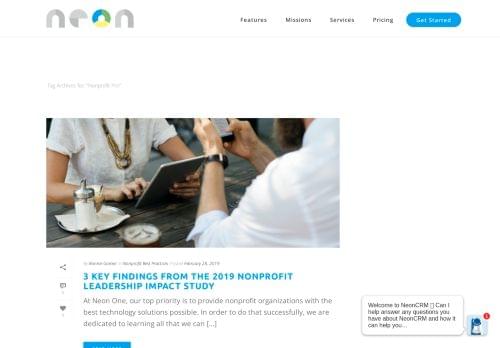 neon
Features Missions Services Pricing Get Started
Tag Archives for: "Nonprofit Pro"
in Nonprofit Best Practices Posted February 28, 2019
3 KEY FINDINGS FROM THE 2019 NONPROFIT
LEADERSHIP IMPACT STUDY
At Neon One, our top priority is to provide nonprofit organizations with the
best technology solutions possible. In order to do that successfully, we are
dedicated to learning all that we can [...]
Welcome to NeonCRM Can I
help answer any questions you
have about NeonCRM and how it
can help you...
1